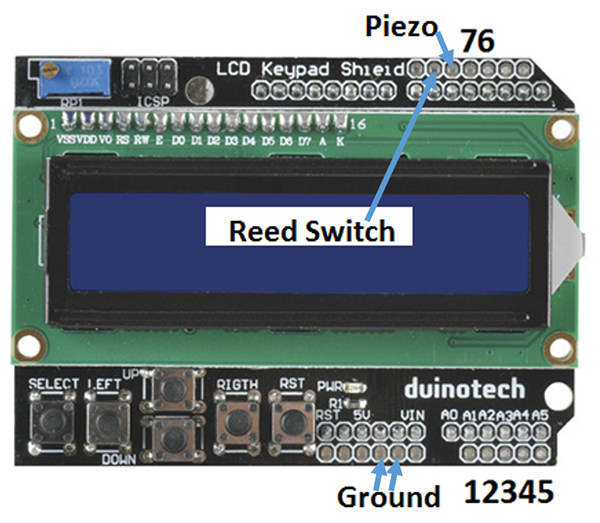 Piezo
76
LCD Keypad Shield
RP1
ICSP
1
16
VSS VDD VO RS RW E D0 D1 D2 D3 D4 D5 D6 D7 A K
Reed Switch
SELECT
LEFT
UP
DOWN
RIGTH
RST
PWR
R1
duinotech
RST 5V VIN
A0 A1 A2 A3 A4 A5
Ground
12345